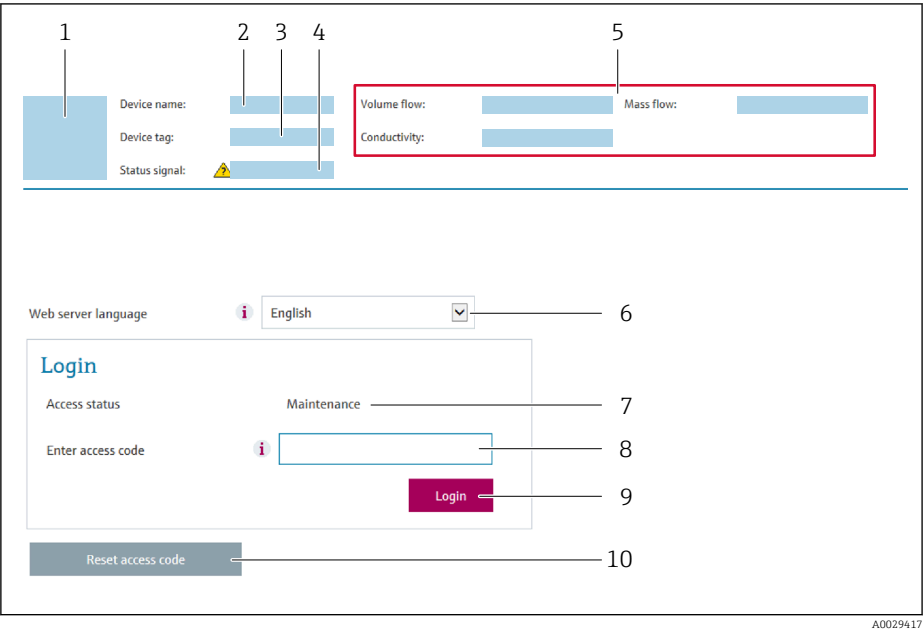 1 2 3 4 5
Device name: Volume flow: Mass flow:
Device tag: Conductivity:
Status signal: ?
Web server language i English 6
Login
Access status Maintenance 7
Enter access code i 8
Login 9
Reset access code 10
A0029417